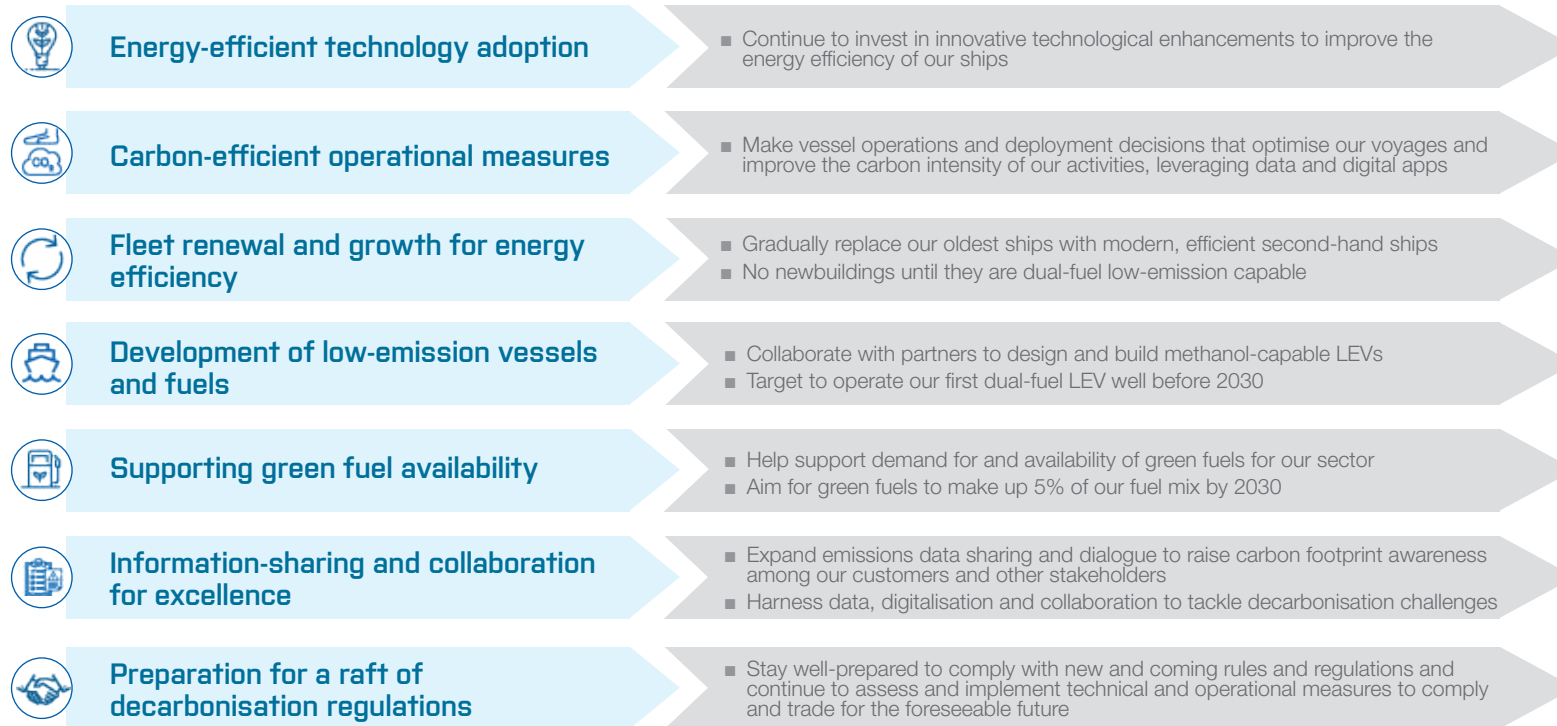 Energy-efficient technology adoption
■ Continue to invest in innovative technological enhancements to improve the
energy efficiency of our ships
CO₂
Carbon-efficient operational measures
■ Make vessel operations and deployment decisions that optimise our voyages and
improve the carbon intensity of our activities, leveraging data and digital apps
Fleet renewal and growth for energy
efficiency
■ Gradually replace our oldest ships with modern, efficient second-hand ships
■ No newbuildings until they are dual-fuel low-emission capable
Development of low-emission vessels
and fuels
■ Collaborate with partners to design and build methanol-capable LEVs
■ Target to operate our first dual-fuel LEV well before 2030
Supporting green fuel availability
■ Help support demand for and availability of green fuels for our sector
■ Aim for green fuels to make up 5% of our fuel mix by 2030
Information-sharing and collaboration
for excellence
■ Expand emissions data sharing and dialogue to raise carbon footprint awareness
among our customers and other stakeholders
■ Harness data, digitalisation and collaboration to tackle decarbonisation challenges
Preparation for a raft of
decarbonisation regulations
■ Stay well-prepared to comply with new and coming rules and regulations and
continue to assess and implement technical and operational measures to comply
and trade for the foreseeable future